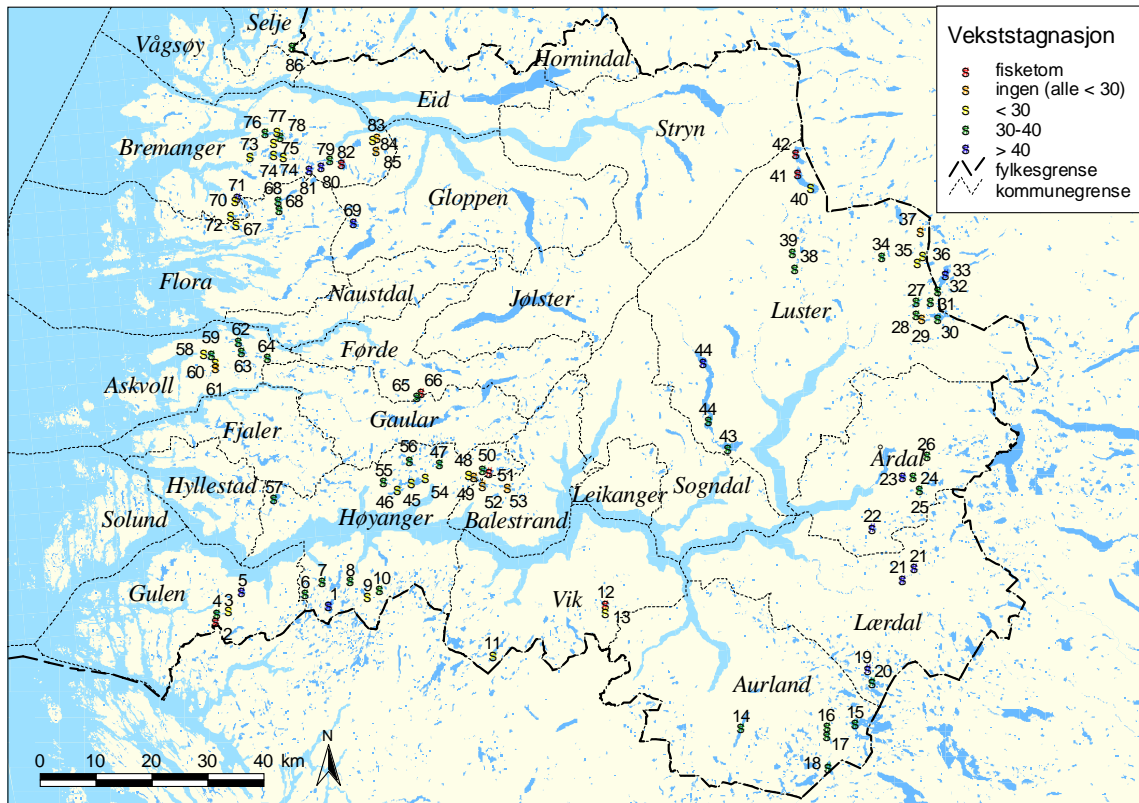 Vekststagnasjon
S fisketom
S ingen (alle < 30)
S < 30
S 30-40
S > 40
fylkesgrense
kommunegrense
Selje
Vågsøy
86
Hornindal
Eid
Stryn
76 77 78
83
Bremanger
73 75 79 82 84
74 74 81 80 85
42
41
40
71 68
70 68
69
Gloppen
72 67
37
39 34 35 36
38 33
32
Flora
Naustdal
Jølster
Luster
27
31
28 29 30
62
58 59 64
63
60
Førde
61
Askvoll
44
65 66
Gaular
44
43
Fjaler
56 47 50
48 51
26
Årdal
55
Hyllestad
57
46 45 54 49 52 53
Leikanger
Sogndal
23 24
25
Solund
Høyanger
Balestrand
22
5
7 8
6 10
1 9
21
21
Gulen
4 3
2
12
Vik
13
Lærdal
11
19
20
Aurland
14 16 15
17
18
N
0 10 20 30 40 km